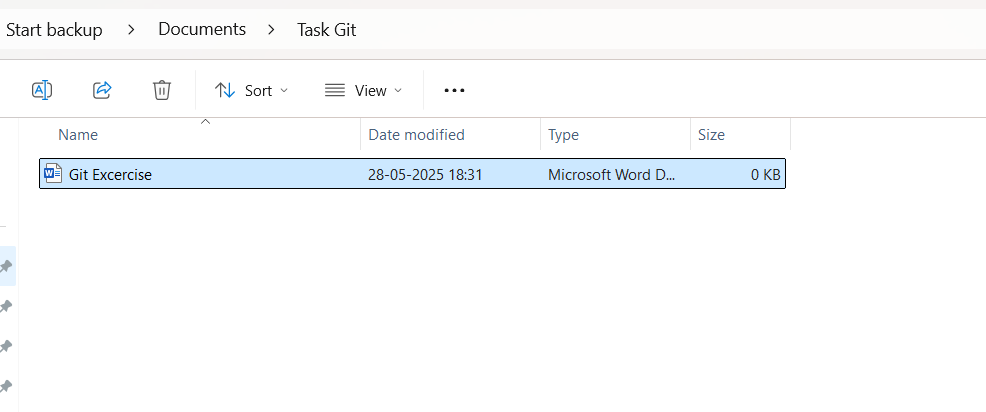 Start backup > Documents > Task Git
Sort View
Name Date modified Type Size
Git Excercise 28-05-2025 18:31 Microsoft Word D... 0 KB